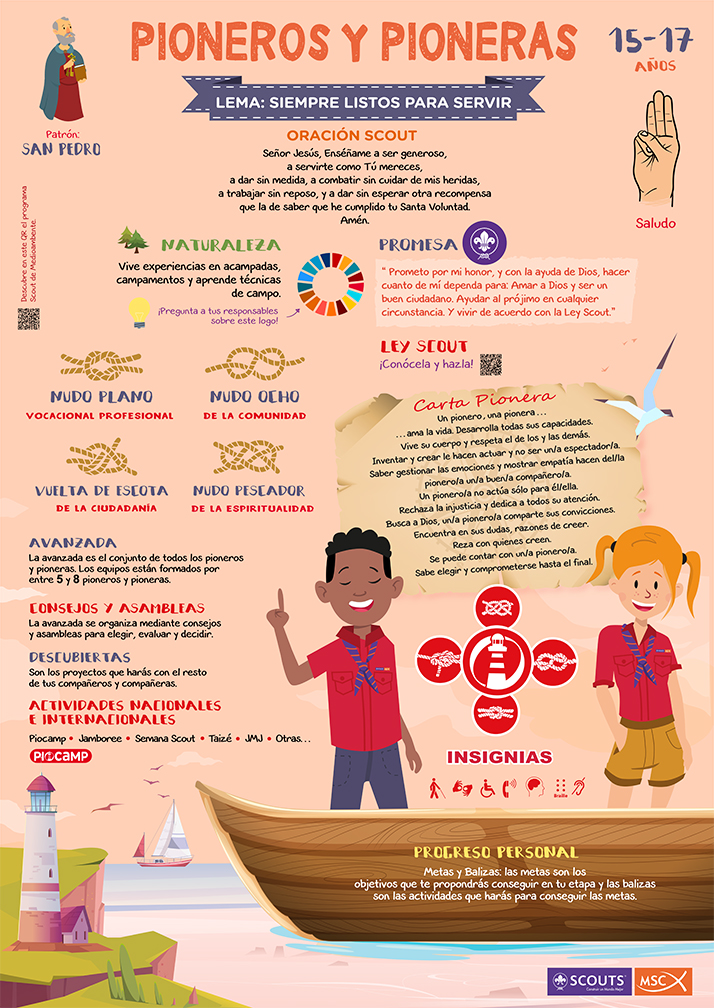 PIONEROS Y PIONERAS
15-17
AÑOS
LEMA: SIEMPRE LISTOS PARA SERVIR
Patrón:
SAN PEDRO
ORACIÓN SCOUT
Señor Jesús, Enséñame a ser generoso,
a servirte como Tú mereces,
a dar sin medida, a combatir sin cuidar de mis heridas,
a trabajar sin reposo, y a dar sin esperar otra recompensa
que la de saber que he cumplido tu Santa Voluntad.
Amén.
Saludo
Descubre en este QR el programa
Scout de Medioambiente.
NATURALEZA
Vive experiencias en acampadas,
campamentos y aprende técnicas
de campo.
¡Pregunta a tus responsables
sobre este logo!
PROMESA
" Prometo por mi honor, y con la ayuda de Dios, hacer
cuanto de mí dependa para: Amar a Dios y ser un
buen ciudadano. Ayudar al prójimo en cualquier
circunstancia. Y vivir de acuerdo con la Ley Scout."
LEY SCOUT
¡Conócela y hazla!
NUDO PLANO
VOCACIONAL PROFESIONAL
NUDO OCHO
DE LA COMUNIDAD
VUELTA DE ESCOTA
DE LA CIUDADANÍA
NUDO PESCADOR
DE LA ESPIRITUALIDAD
Carta Pionera
Un pionero, una pionera...
...ama la vida. Desarrolla todas sus capacidades.
Vive su cuerpo y respeta el de los y las demás.
Inventar y crear le hacen actuar y no ser un/a espectador/a.
Saber gestionar las emociones y mostrar empatía hacen del/la
pionero/a un/a buen/a compañero/a.
Un pionero/a no actúa sólo para él/ella.
Rechaza la injusticia y dedica a todos su atención.
Busca a Dios, un/a pionero/a comparte sus convicciones.
Encuentra en sus dudas, razones de creer.
Reza con quienes creen.
Se puede contar con un/a pionero/a.
Sabe elegir y comprometerse hasta el final.
AVANZADA
La avanzada es el conjunto de todos los pioneros
y pioneras. Los equipos están formados por
entre 5 y 8 pioneros y pioneras.
CONSEJOS Y ASAMBLEAS
La avanzada se organiza mediante consejos
y asambleas para elegir, evaluar y decidir.
DESCUBIERTAS
Son los proyectos que harás con el resto
de tus compañeros y compañeras.
ACTIVIDADES NACIONALES
E INTERNACIONALES
Piocamp • Jamboree • Semana Scout • Taizé • JMJ • Otras...
PIOCAMP
INSIGNIAS
Braille
PROGRESO PERSONAL
Metas y Balizas: las metas son los
objetivos que te propondrás conseguir en tu etapa y las balizas
son las actividades que harás para conseguir las metas.
SCOUTS
Construir un Mundo Mejor
MSC